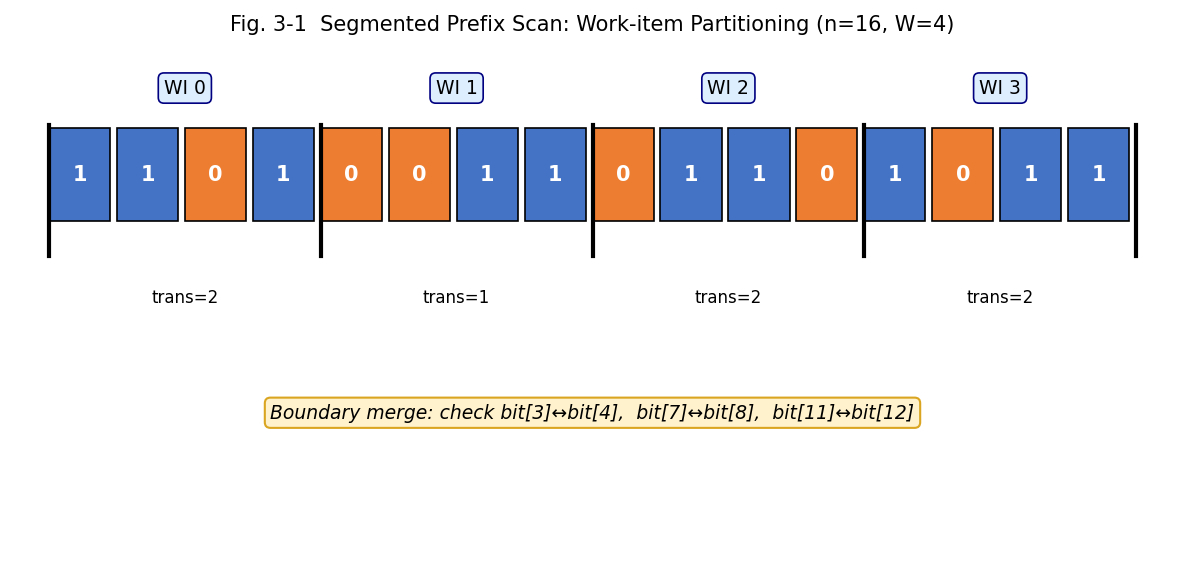 Fig. 3-1  Segmented Prefix Scan: Work-item Partitioning (n=16, W=4)
WI 0 WI 1 WI 2 WI 3
1 1 0 1 0 0 1 1 0 1 1 0 1 0 1 1
trans=2 trans=1 trans=2 trans=2
Boundary merge: check bit[3]↔bit[4],  bit[7]↔bit[8],  bit[11]↔bit[12]